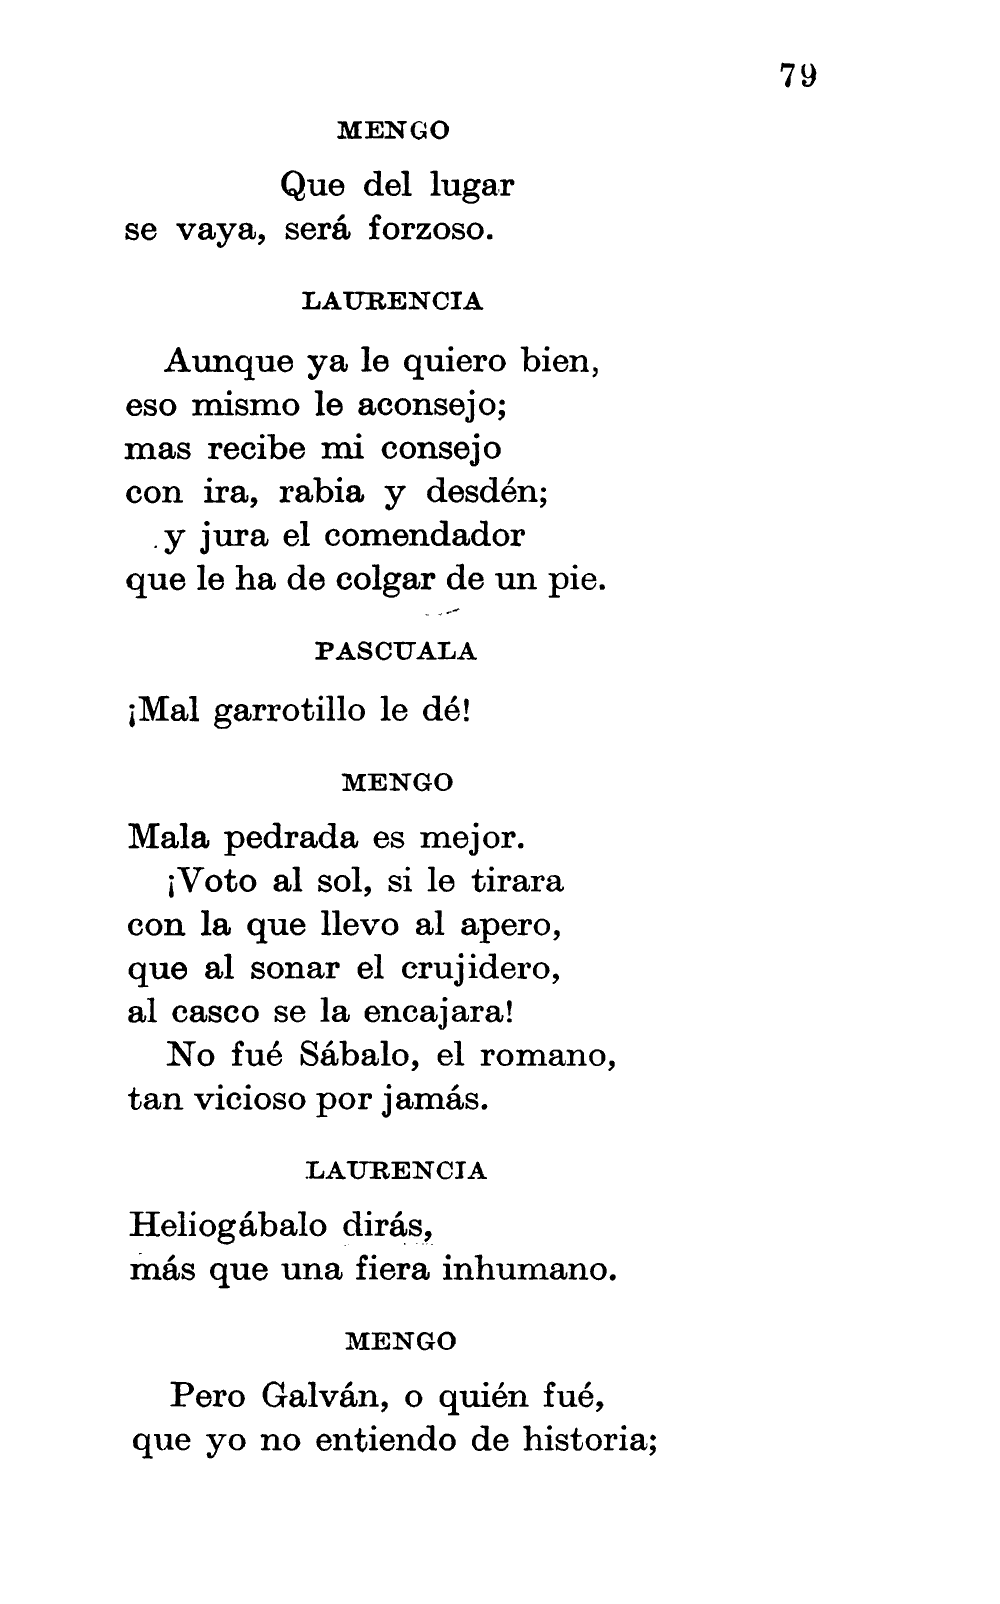 79
MENGO
Que del lugar
se vaya, será forzoso.
LAURENCIA
Aunque ya le quiero bien,
eso mismo le aconsejo;
mas recibe mi consejo
con ira, rabia y desdén;
y jura el comendador
que le ha de colgar de un pie.
PASCUALA
¡Mal garrotillo le dé!
MENGO
Mala pedrada es mejor.
¡Voto al sol, si le tirara
con la que llevo al apero,
que al sonar el crujidero,
al casco se la encajara!
No fué Sábalo, el romano,
tan vicioso por jamás.
LAURENCIA
Heliogábalo dirás,
más que una fiera inhumano.
MENGO
Pero Galván, o quién fué,
que yo no entiendo de historia;